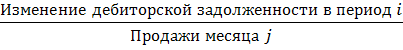 Изменение дебиторской задолженности в период i
Продажи месяца j